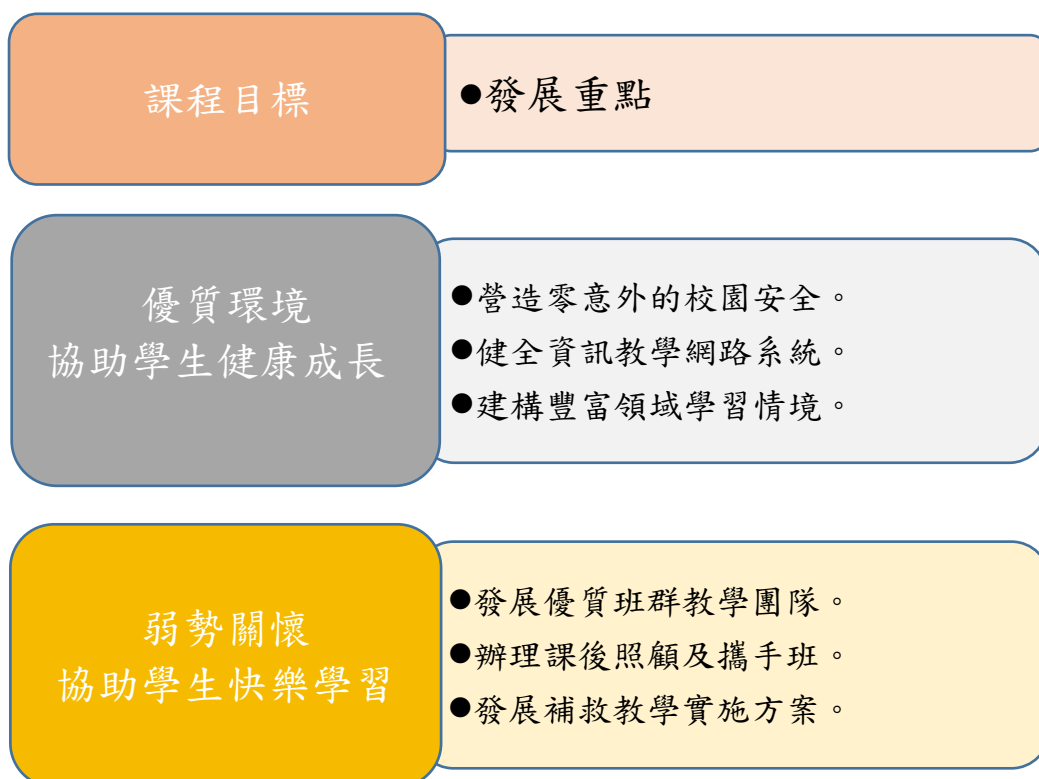 課程目標
●發展重點
優質環境
協助學生健康成長
●營造零意外的校園安全。
●健全資訊教學網路系統。
●建構豐富領域學習情境。
弱勢關懷
協助學生快樂學習
●發展優質班群教學團隊。
●辦理課後照顧及攜手班。
●發展補救教學實施方案。